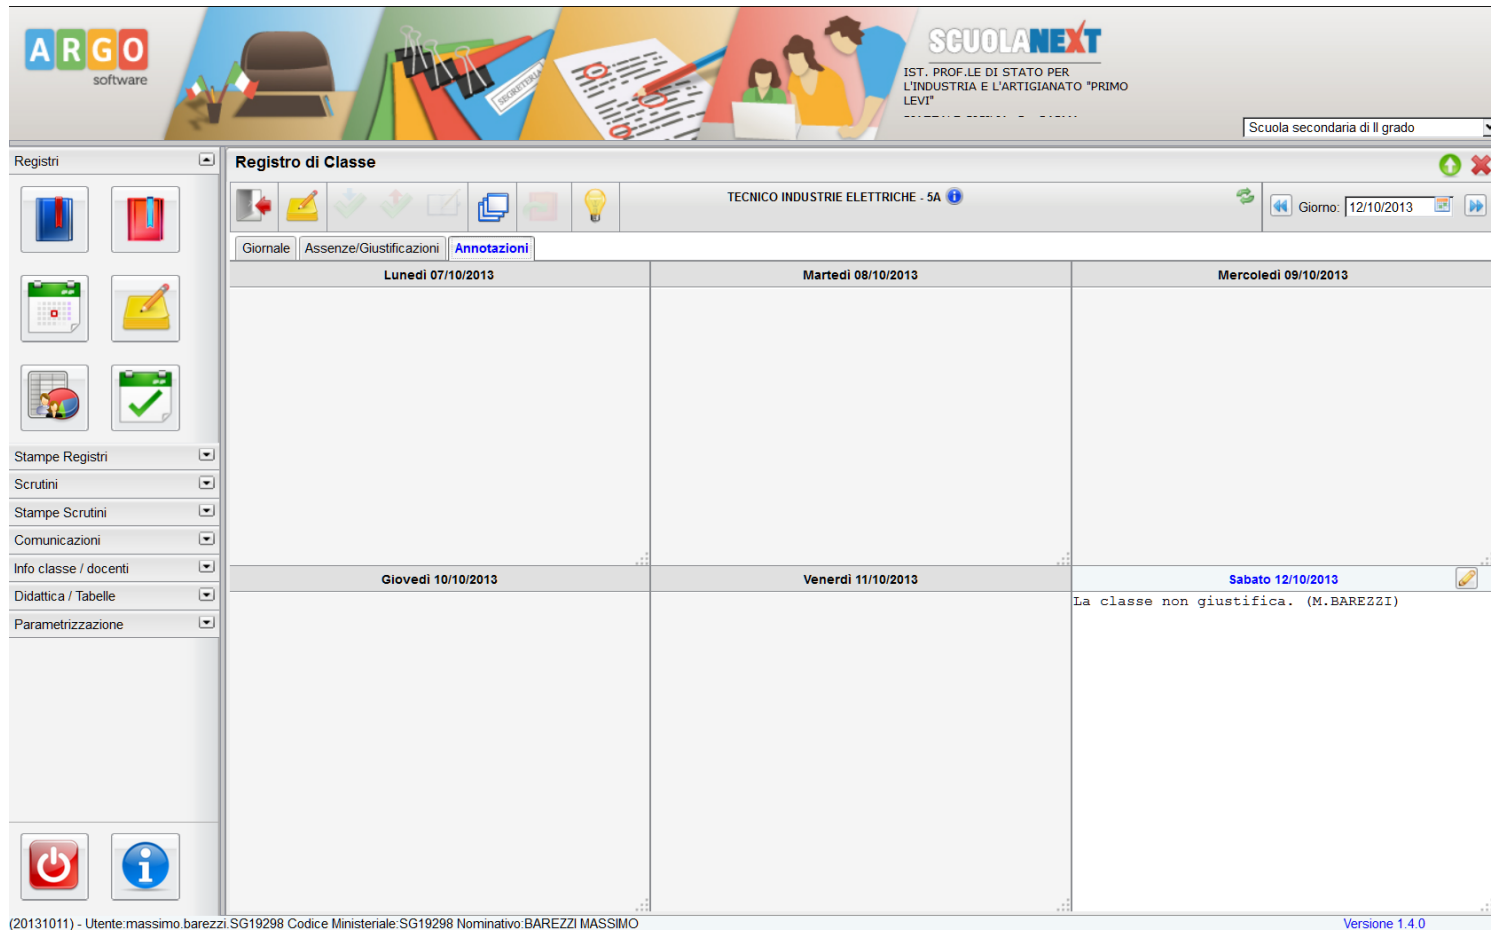 ARGO
software
SEGRETERIA
SCUOLANEXT
IST. PROF.LE DI STATO PER
L'INDUSTRIA E L'ARTIGIANATO "PRIMO
LEVI"
Scuola secondaria di II grado
Registri
Registro di Classe
TECNICO INDUSTRIE ELETTRICHE - 5A
Giorno: 12/10/2013
Giornale Assenze/Giustificazioni Annotazioni
Lunedì 07/10/2013 Martedì 08/10/2013 Mercoledì 09/10/2013
Stampe Registri
Scrutini
Stampe Scrutini
Comunicazioni
Info classe / docenti
Didattica / Tabelle
Parametrizzazione
Giovedì 10/10/2013 Venerdì 11/10/2013 Sabato 12/10/2013
La classe non giustifica. (M.BAREZZI)
(20131011) - Utente:massimo.barezzi.SG19298 Codice Ministeriale:SG19298 Nominativo:BAREZZI MASSIMO
Versione 1.4.0